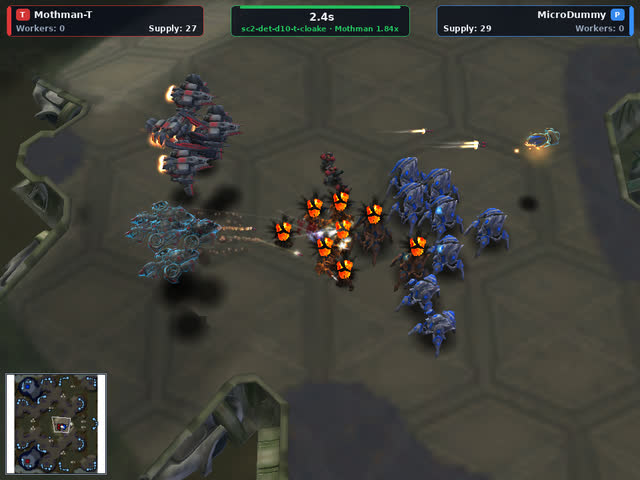 T Mothman-T
Workers: 0 Supply: 27
2.4s
sc2-det-d10-t-cloake · Mothman 1.84x
MicroDummy P
Supply: 29 Workers: 0